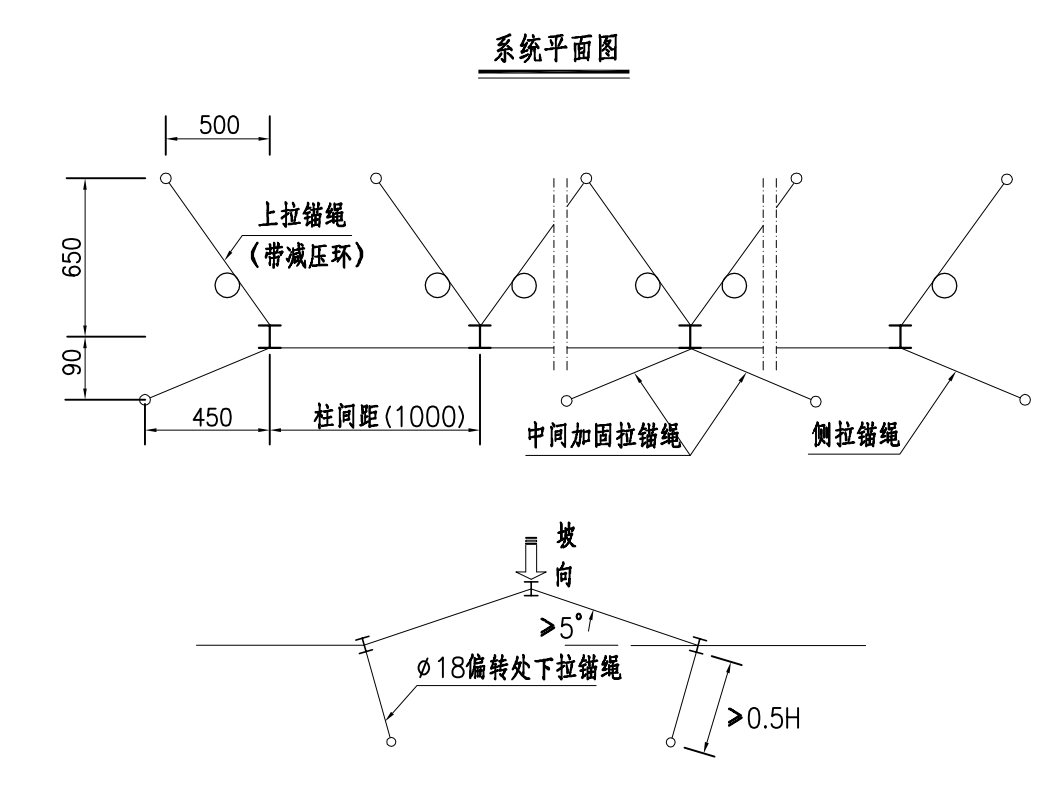 系统平面图
500
上拉锚绳
(带减压环)
650
90
450
柱间距(1000)
中间加固拉锚绳
侧拉锚绳
坡
向
≥5°
φ18偏转处下拉锚绳
≥0.5H